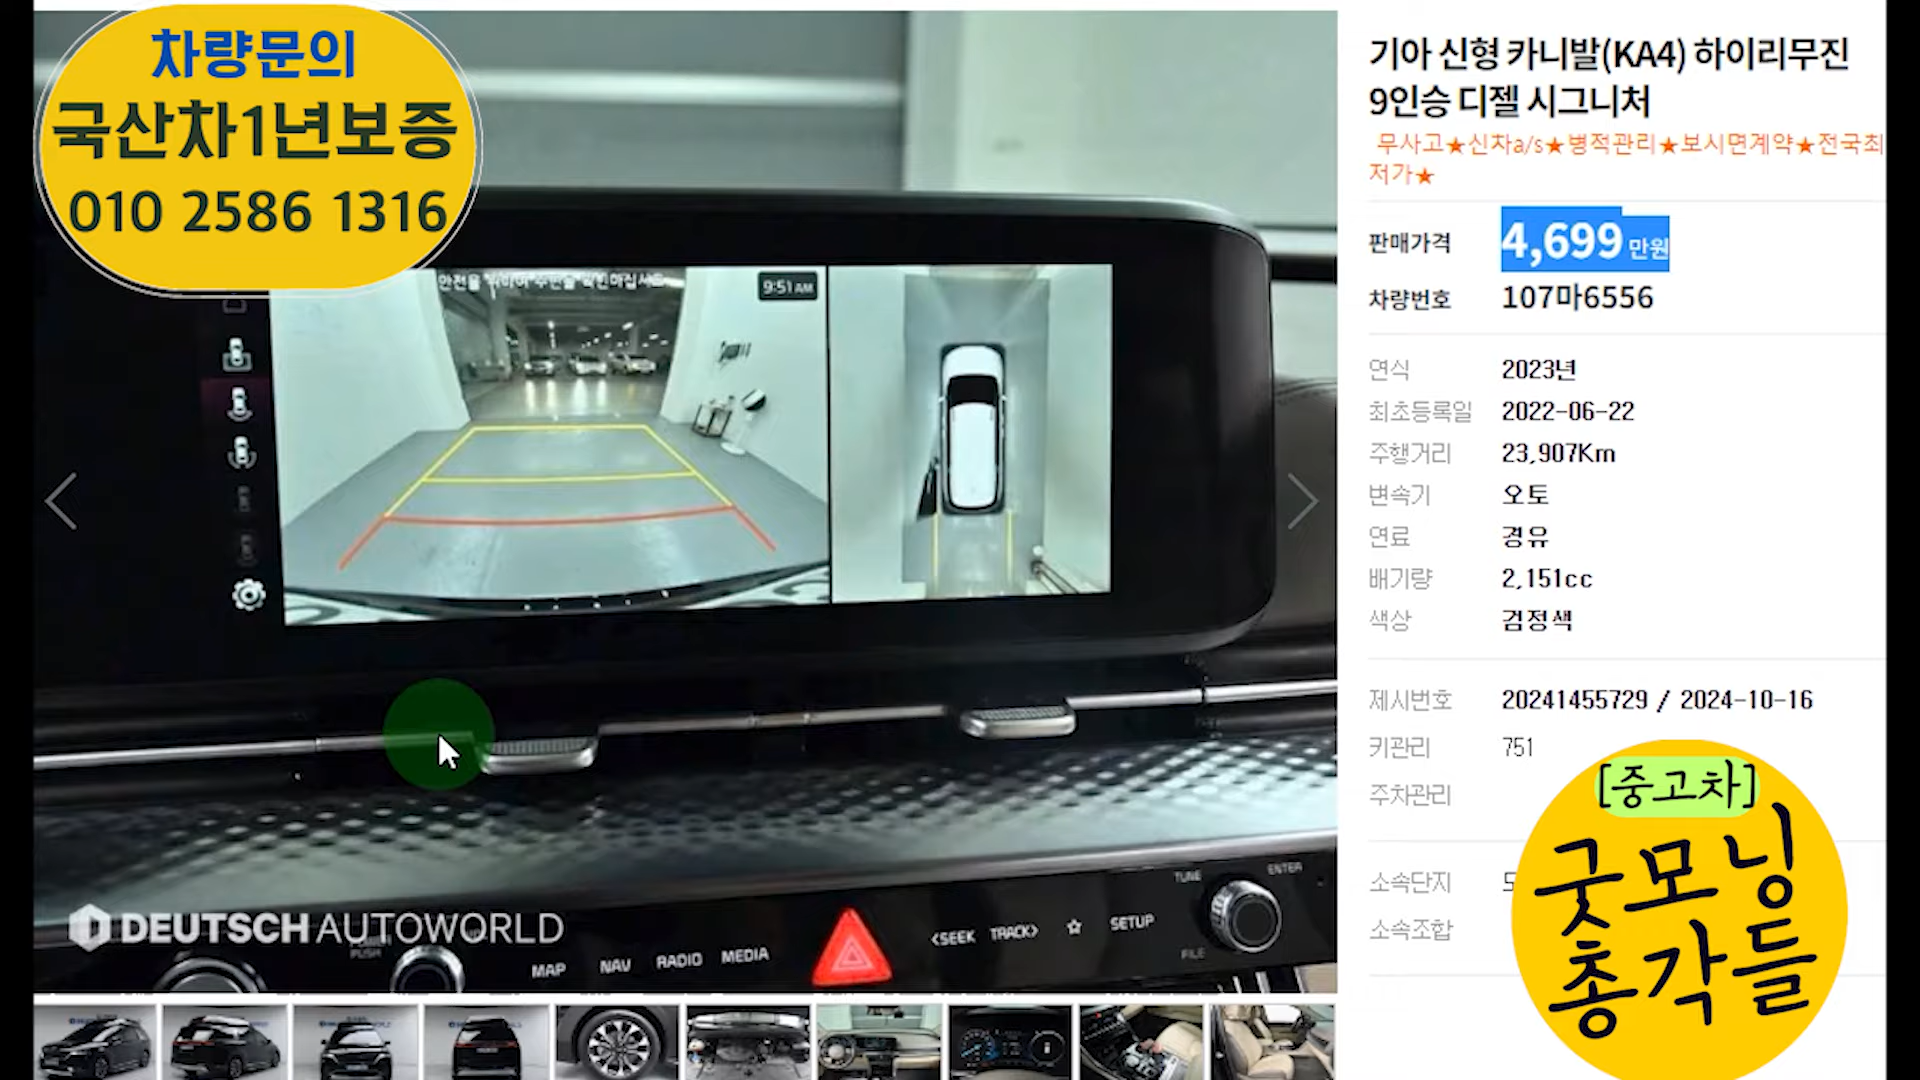 차량문의
국산차1년보증
010 2586 1316
9:51 AM
DEUTSCH AUTOWORLD
MAP
NAV
RADIO
MEDIA
<SEEK
TRACK>
☆
SETUP
TUNE
FILE
ENTER
PUSH
기아 신형 카니발(KA4) 하이리무진
9인승 디젤 시그니처
무사고★신차a/s★병적관리★보시면계약★전국최
저가★
판매가격 4,699만원
차량번호 107마6556
연식 2023년
최초등록일 2022-06-22
주행거리 23,907Km
변속기 오토
연료 경유
배기량 2,151cc
색상 검정색
제시번호 20241455729 / 2024-10-16
키관리 751
주차관리
소속단지
소속조합
[중고차]
굿모닝
총각들